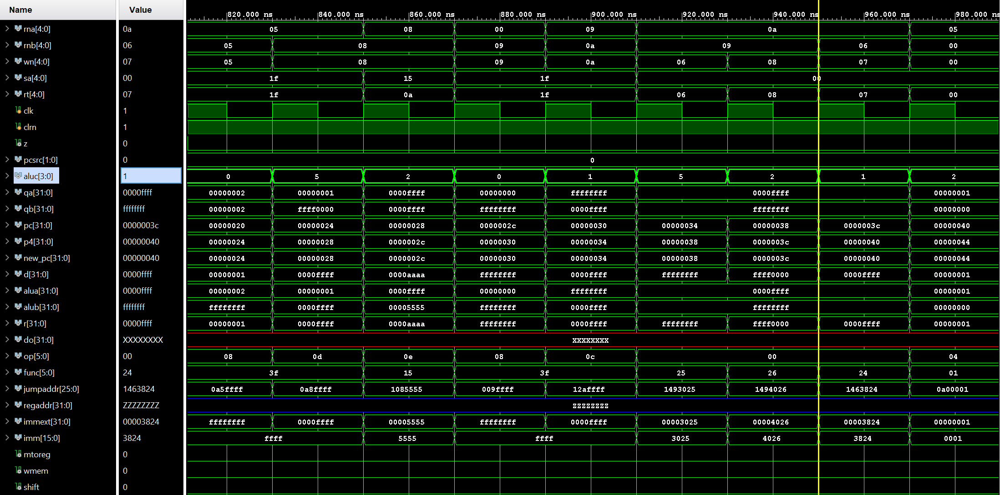 Name Value 820.000 ns 840.000 ns 860.000 ns 880.000 ns 900.000 ns 920.000 ns 940.000 ns 960.000 ns 980.000 ns
rna[4:0] 0a 05 08 00 09 0a 05
rnb[4:0] 06 05 08 09 0a 09 06 00
wn[4:0] 07 05 08 09 0a 06 08 07 00
sa[4:0] 00 1f 15 1f 00
rt[4:0] 07 1f 0a 1f 06 08 07 00
clk 1
clrn 1
z 0
pcsrc[1:0] 0 0
aluc[3:0] 1 0 5 2 0 1 5 2 1 2
qa[31:0] 0000ffff 00000002 00000001 0000ffff 00000000 ffffffff 0000ffff 00000001
qb[31:0] ffffffff 00000002 ffff0000 0000ffff ffffffff 0000ffff ffffffff 00000000
pc[31:0] 0000003c 00000020 00000024 00000028 0000002c 00000030 00000034 00000038 0000003c 00000040
p4[31:0] 00000040 00000024 00000028 0000002c 00000030 00000034 00000038 0000003c 00000040 00000044
new_pc[31:0] 00000040 00000024 00000028 0000002c 00000030 00000034 00000038 0000003c 00000040 00000044
d[31:0] 0000ffff 00000001 0000ffff 0000aaaa ffffffff 0000ffff ffffffff ffff0000 0000ffff 00000001
alua[31:0] 0000ffff 00000002 00000001 0000ffff 00000000 ffffffff 0000ffff 00000001
alub[31:0] ffffffff ffffffff 0000ffff 00005555 ffffffff 0000ffff ffffffff 00000000
r[31:0] 0000ffff 00000001 0000ffff 0000aaaa ffffffff 0000ffff ffffffff ffff0000 0000ffff 00000001
do[31:0] XXXXXXXX XXXXXXXX
op[5:0] 00 08 0d 0e 08 0c 00 04
func[5:0] 24 3f 15 3f 25 26 24 01
jumpaddr[25:0] 1463824 0a5ffff 0a8ffff 1085555 009ffff 12affff 1493025 1494026 1463824 0a00001
regaddr[31:0] ZZZZZZZZ ZZZZZZZZ
immext[31:0] 00003824 ffffffff 0000ffff 00005555 ffffffff 0000ffff 00003025 00004026 00003824 00000001
imm[15:0] 3824 ffff 5555 ffff 3025 4026 3824 0001
mtoreg 0
wmem 0
shift 0